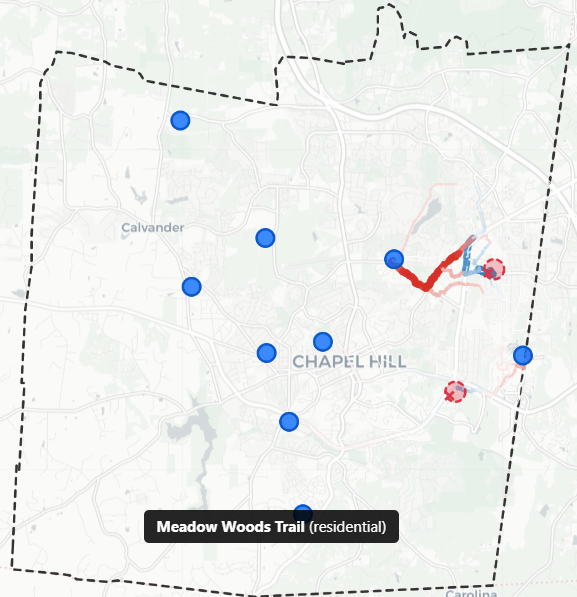 Calvander
CHAPEL HILL
Meadow Woods Trail (residential)
Carolina